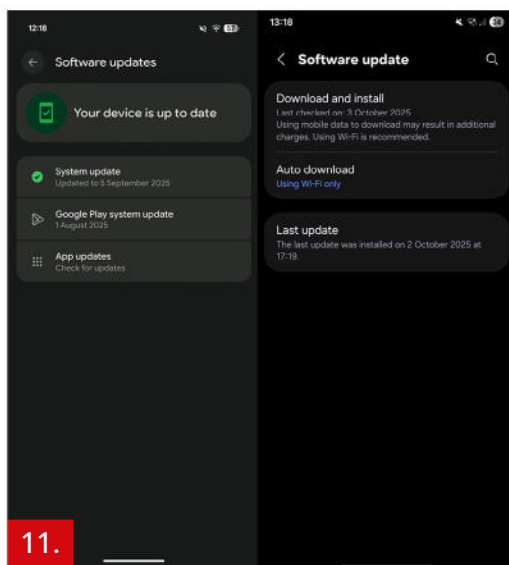 12:18
57
Software updates
Your device is up to date
System update
Updated to 5 September 2025
Google Play system update
1 August 2025
App updates
Check for updates
13:18
34
Software update
Download and install
Last checked on: 3 October 2025
Using mobile data to download may result in additional
charges. Using Wi-Fi is recommended.
Auto download
Using Wi-Fi only
Last update
The last update was installed on 2 October 2025 at
17:19.
11.